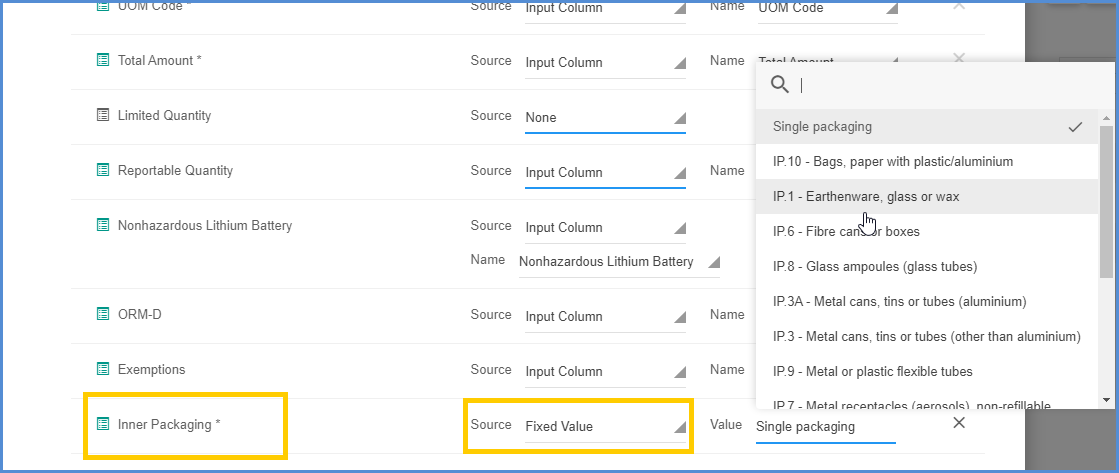 UOM Code * Source Input Column Name UOM Code
Total Amount * Source Input Column Name Total Amount
Limited Quantity Source None
Reportable Quantity Source Input Column Name
Nonhazardous Lithium Battery Source Input Column
Name Nonhazardous Lithium Battery
ORM-D Source Input Column Name
Exemptions Source Input Column Name
Inner Packaging * Source Fixed Value Value Single packaging
Single packaging
IP.10 - Bags, paper with plastic/aluminium
IP.1 - Earthenware, glass or wax
IP.6 - Fibre cans or boxes
IP.8 - Glass ampoules (glass tubes)
IP.3A - Metal cans, tins or tubes (aluminium)
IP.3 - Metal cans, tins or tubes (other than aluminium)
IP.9 - Metal or plastic flexible tubes
IP.7 - Metal receptacles (aerosols), non-refillable